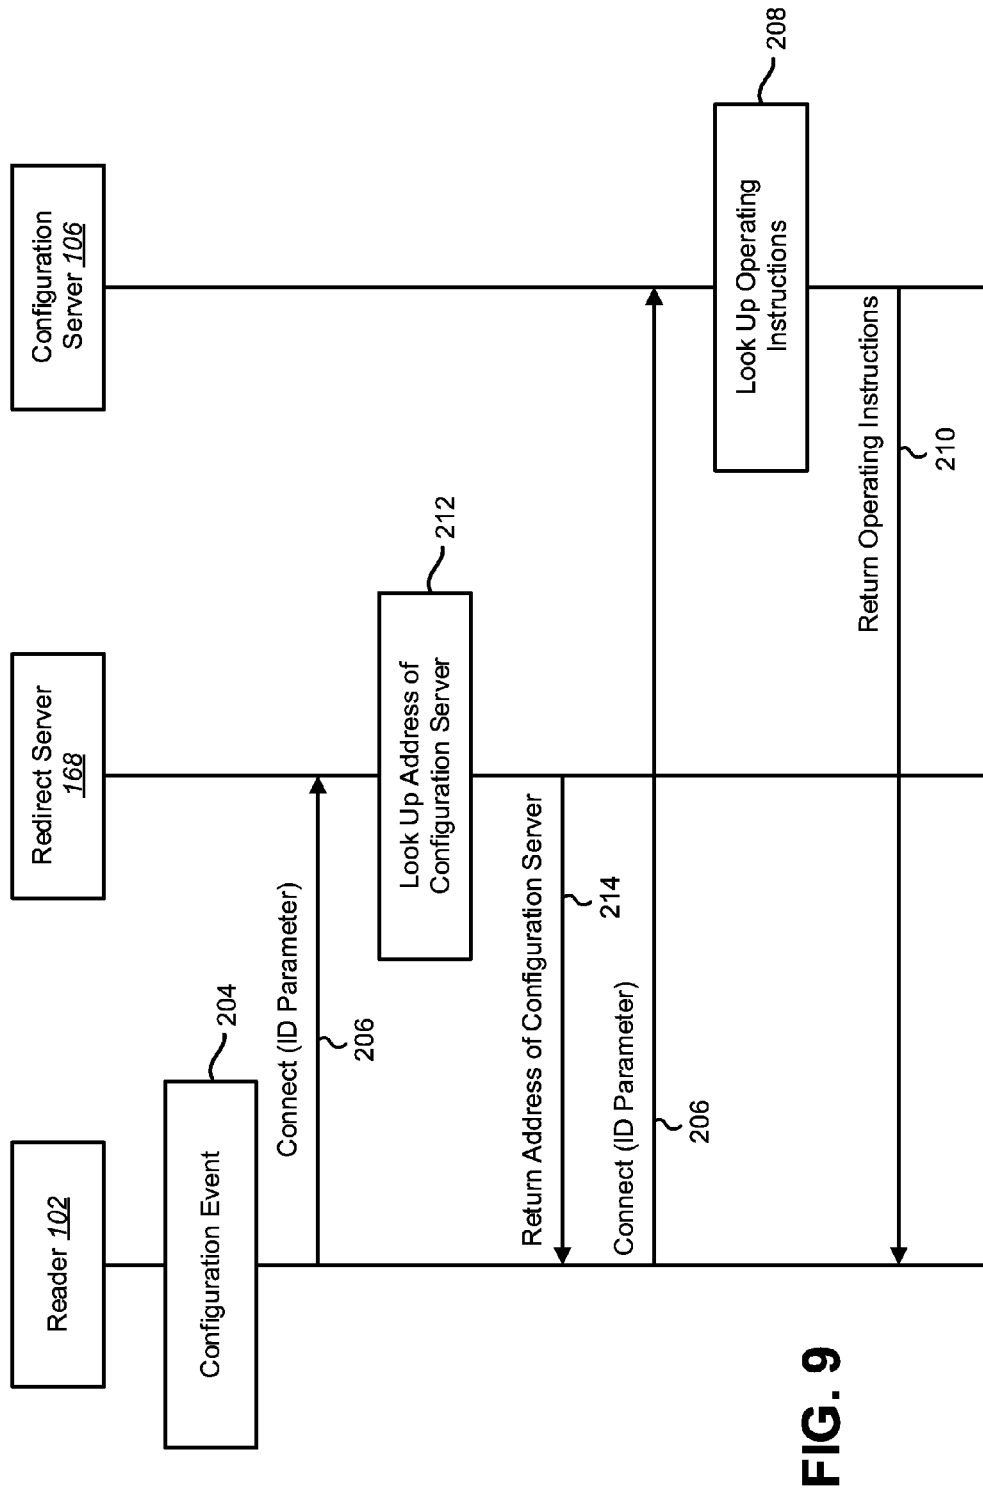 Reader 102
Redirect Server
168
Configuration
Server 106
Configuration Event
204
Connect (ID Parameter)
206
Look Up Address of
Configuration Server
212
Return Address of Configuration Server
214
Connect (ID Parameter)
206
Look Up Operating
Instructions
208
Return Operating Instructions
210
FIG. 9